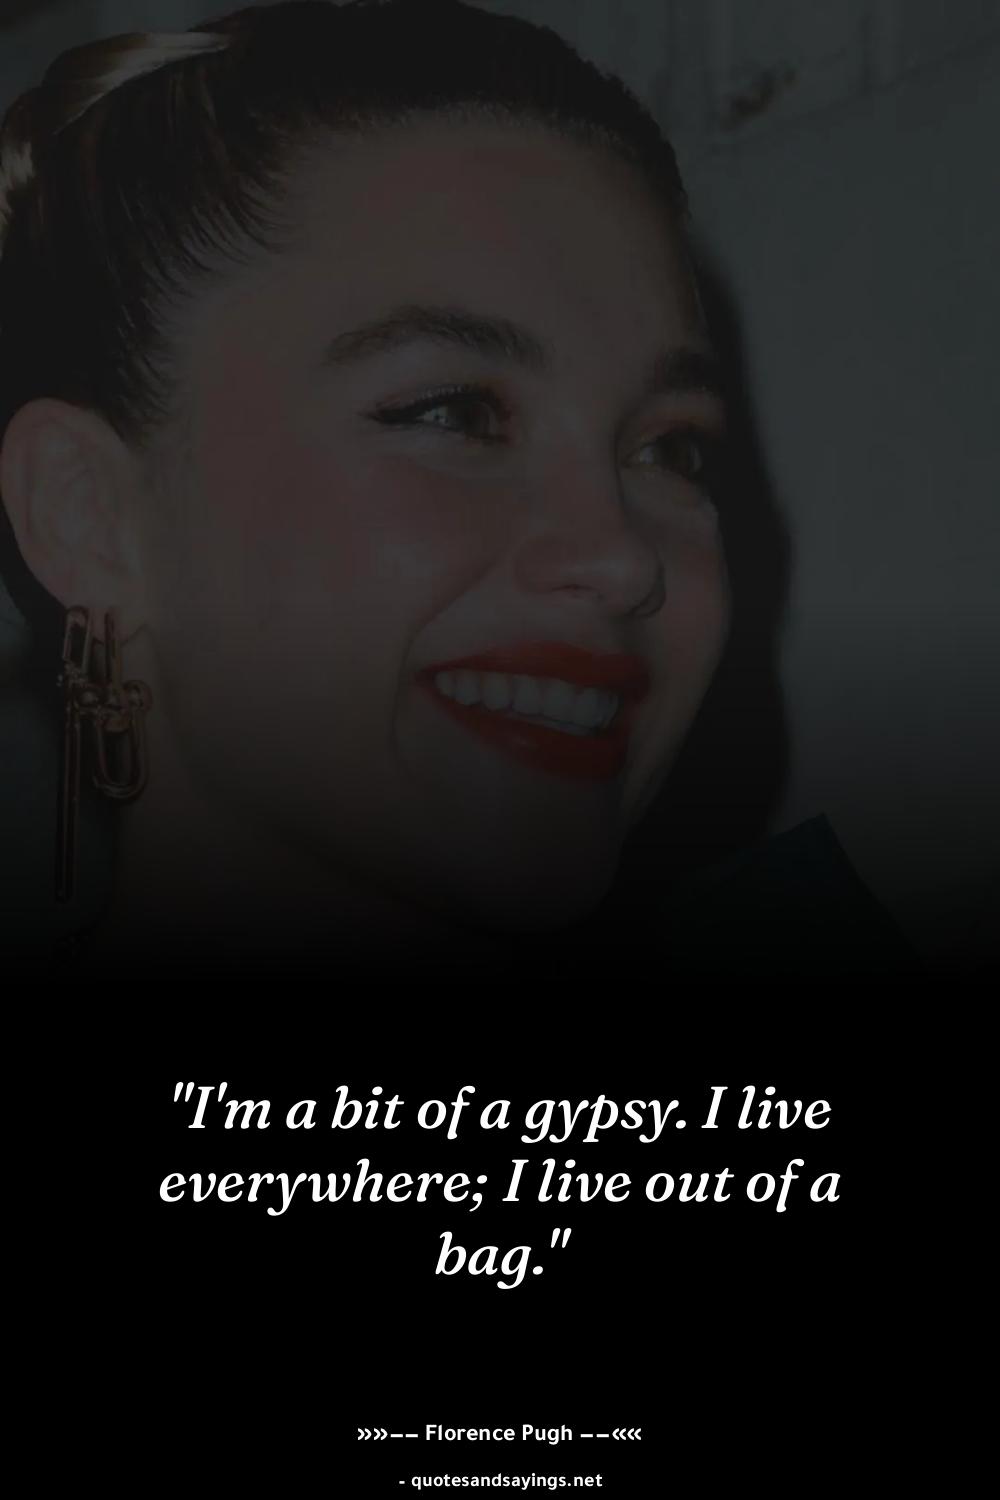 "I'm a bit of a gypsy. I live
everywhere; I live out of a
bag."
»»–– Florence Pugh ––««
- quotesandsayings.net